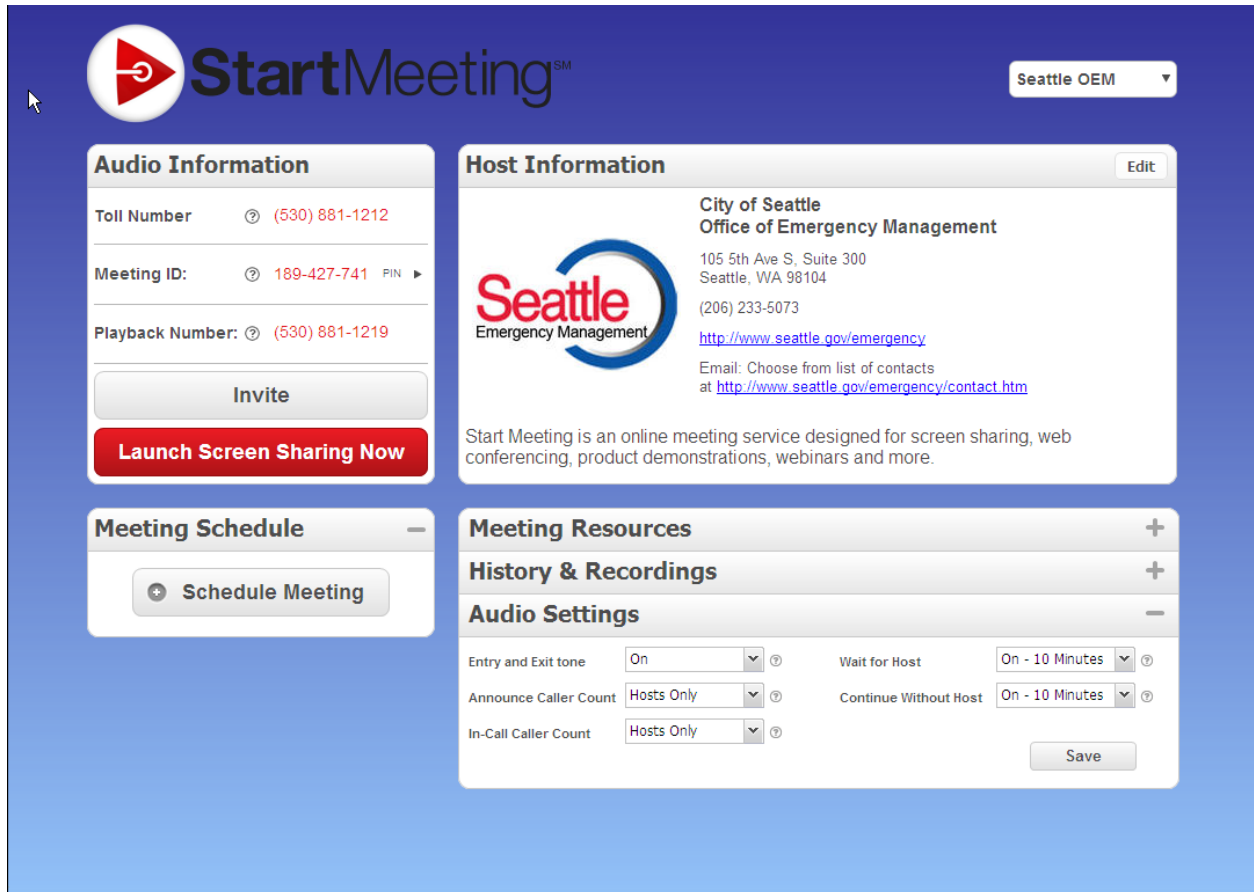 StartMeeting℠
Seattle OEM
Audio Information
Toll Number (530) 881-1212
Meeting ID: 189-427-741 PIN
Playback Number: (530) 881-1219
Invite
Launch Screen Sharing Now
Host Information
Edit
Seattle
Emergency Management
City of Seattle
Office of Emergency Management
105 5th Ave S, Suite 300
Seattle, WA 98104
(206) 233-5073
http://www.seattle.gov/emergency
Email: Choose from list of contacts
at http://www.seattle.gov/emergency/contact.htm
Start Meeting is an online meeting service designed for screen sharing, web
conferencing, product demonstrations, webinars and more.
Meeting Schedule
Schedule Meeting
Meeting Resources
History & Recordings
Audio Settings
Entry and Exit tone On
Wait for Host On - 10 Minutes
Announce Caller Count Hosts Only
Continue Without Host On - 10 Minutes
In-Call Caller Count Hosts Only
Save